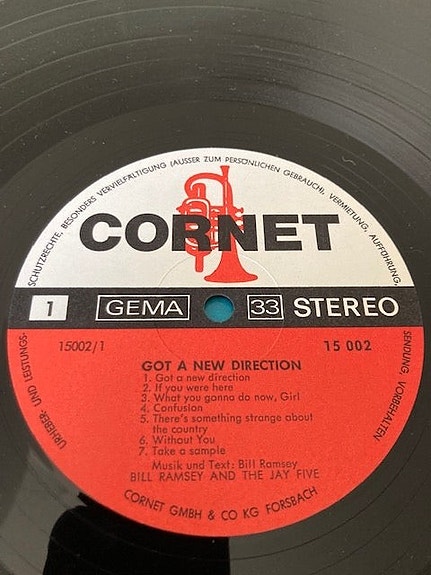 SCHUTZRECHTE, BESONDERS VERVIELFÄLTIGUNG (AUSSER ZUM PERSÖNLICHEN GEBRAUCH), VERMIETUNG, AUFFÜHRUNG,
SENDUNG, VORBEHALTEN
URHEBER- UND LEISTUNGS-
CORNET
1 GEMA 33 STEREO
15002/1 15 002
GOT A NEW DIRECTION
1. Got a new direction
2. If you were here
3. What you gonna do now, Girl
4. Confusion
5. There's something strange about
the country
6. Without You
7. Take a sample
Musik und Text: Bill Ramsey
BILL RAMSEY AND THE JAY FIVE
CORNET GMBH & CO KG FORSBACH